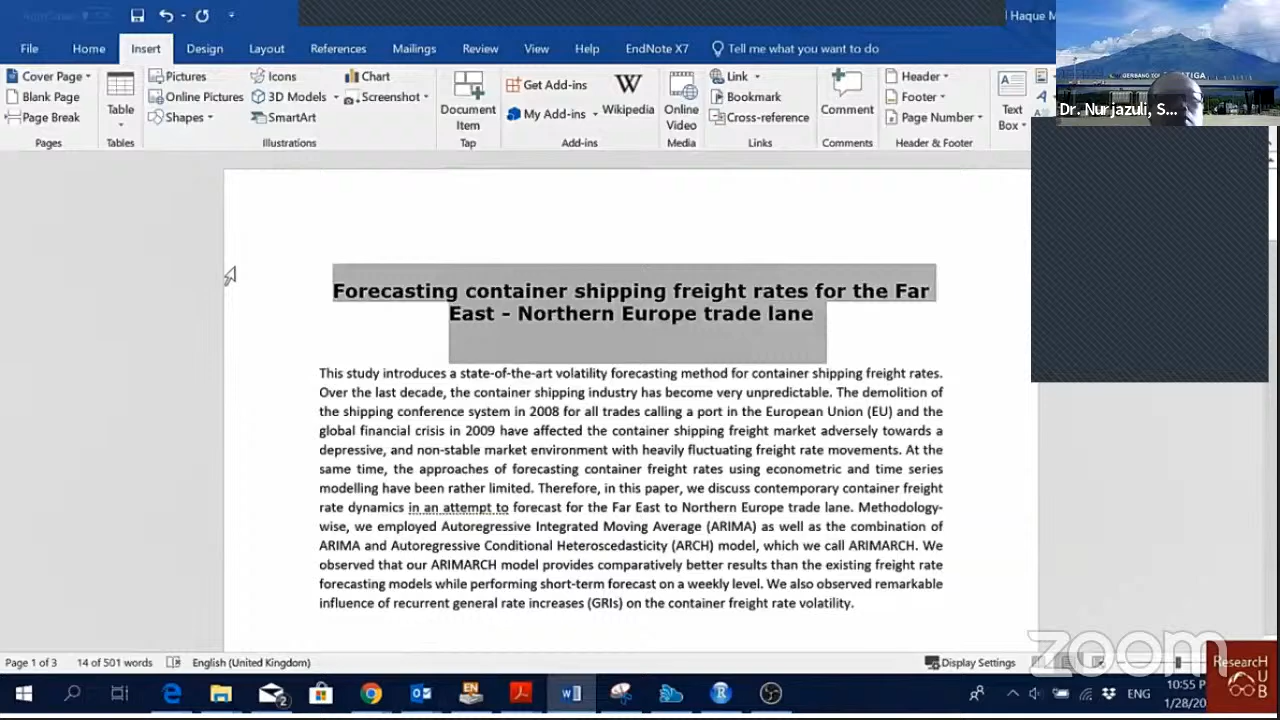 Haque M
File Home Insert Design Layout References Mailings Review View Help EndNote X7 Tell me what you want to do
Cover Page
Blank Page
Page Break
Pages
Table
Tables
Pictures
Online Pictures
Shapes
Icons
3D Models
SmartArt
Chart
Screenshot
Illustrations
Document
Item
Tap
Get Add-ins
My Add-ins
Wikipedia
Add-ins
Online
Video
Media
Link
Bookmark
Cross-reference
Links
Comment
Comments
Header
Footer
Page Number
Header & Footer
Text
Box
Dr. Nurjazuli, S...
Forecasting container shipping freight rates for the Far
East - Northern Europe trade lane
This study introduces a state-of-the-art volatility forecasting method for container shipping freight rates.
Over the last decade, the container shipping industry has become very unpredictable. The demolition of
the shipping conference system in 2008 for all trades calling a port in the European Union (EU) and the
global financial crisis in 2009 have affected the container shipping freight market adversely towards a
depressive, and non-stable market environment with heavily fluctuating freight rate movements. At the
same time, the approaches of forecasting container freight rates using econometric and time series
modelling have been rather limited. Therefore, in this paper, we discuss contemporary container freight
rate dynamics in an attempt to forecast for the Far East to Northern Europe trade lane. Methodology-
wise, we employed Autoregressive Integrated Moving Average (ARIMA) as well as the combination of
ARIMA and Autoregressive Conditional Heteroscedasticity (ARCH) model, which we call ARIMARCH. We
observed that our ARIMARCH model provides comparatively better results than the existing freight rate
forecasting models while performing short-term forecast on a weekly level. We also observed remarkable
influence of recurrent general rate increases (GRIs) on the container freight rate volatility.
zoom
Page 1 of 3 14 of 501 words English (United Kingdom) Display Settings
ResearcH
U
B
ENG
10:55 P
1/28/20